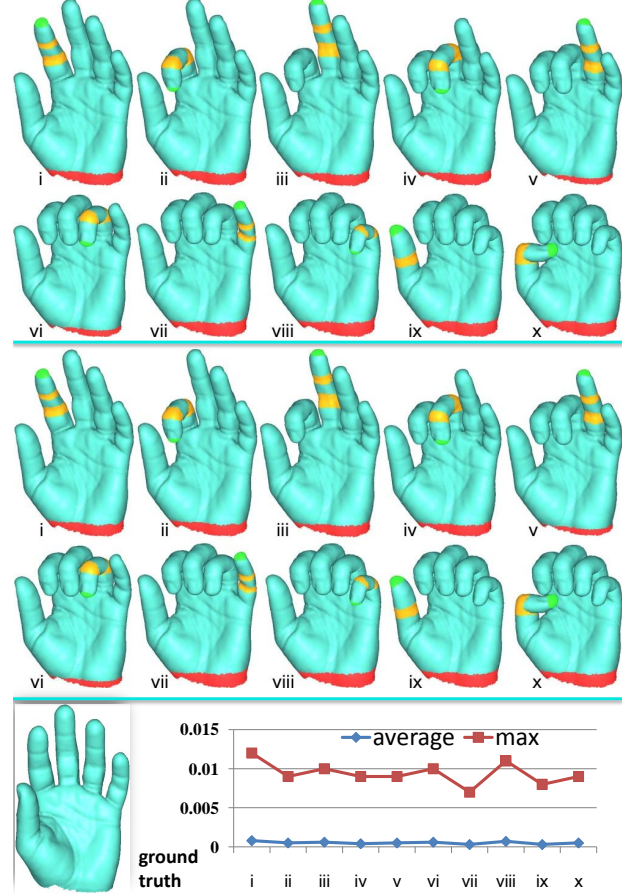 i ii iii iv v
vi vii viii ix x
i ii iii iv v
vi vii viii ix x
0.015
average max
0.01
0.005
0
ground
truth
i ii iii iv v vi vii viii ix x